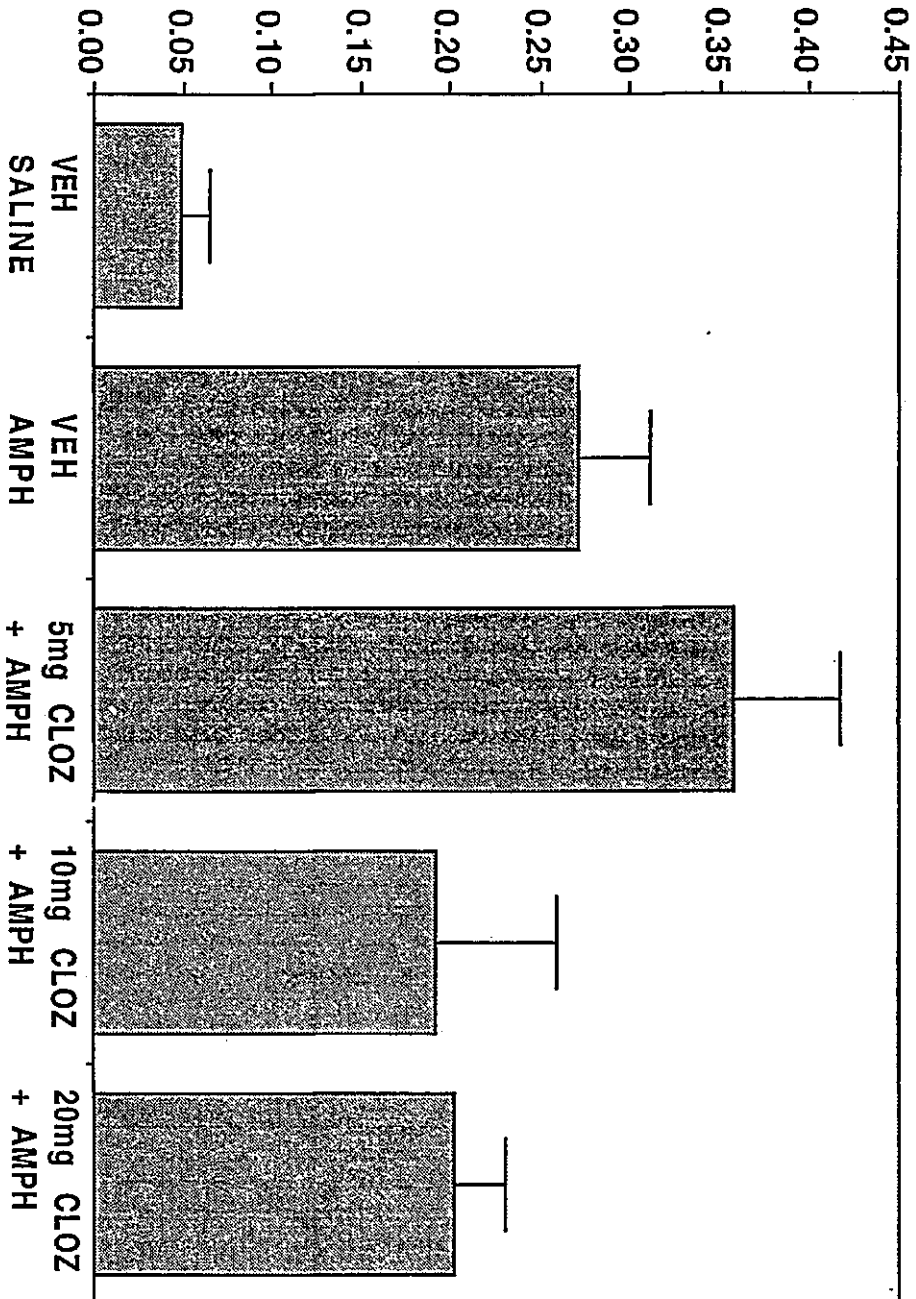 0.45
0.40
0.35
0.30
0.25
0.20
0.15
0.10
0.05
0.00
VEH
SALINE
VEH
AMPH
5mg CLOZ
+ AMPH
10mg CLOZ
+ AMPH
20mg CLOZ
+ AMPH